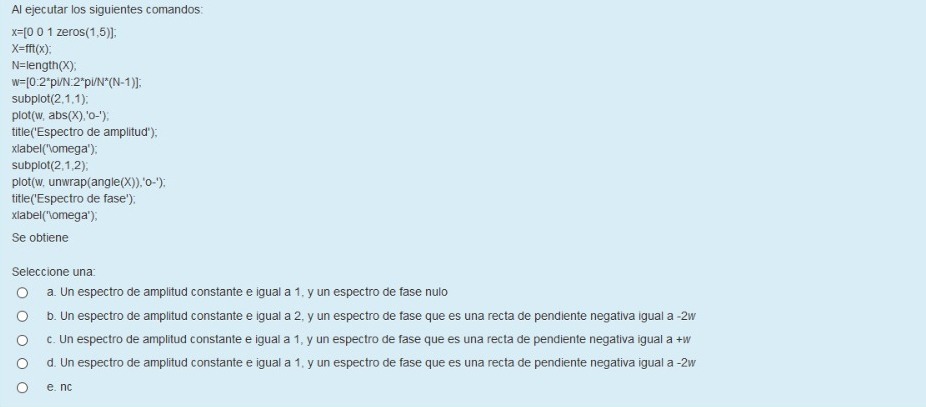 Al ejecutar los siguientes comandos:
x=[0 0 1 zeros(1,5)];
X=fft(x);
N=length(X);
w=[0:2*pi/N:2*pi/N*(N-1)];
subplot(2,1,1);
plot(w, abs(X),'o-');
title('Espectro de amplitud');
xlabel('\omega');
subplot(2,1,2);
plot(w, unwrap(angle(X)),'o-');
title('Espectro de fase');
xlabel('\omega');
Se obtiene
Seleccione una:
a. Un espectro de amplitud constante e igual a 1, y un espectro de fase nulo
b. Un espectro de amplitud constante e igual a 2, y un espectro de fase que es una recta de pendiente negativa igual a -2w
c. Un espectro de amplitud constante e igual a 1, y un espectro de fase que es una recta de pendiente negativa igual a +w
d. Un espectro de amplitud constante e igual a 1, y un espectro de fase que es una recta de pendiente negativa igual a -2w
e. nc